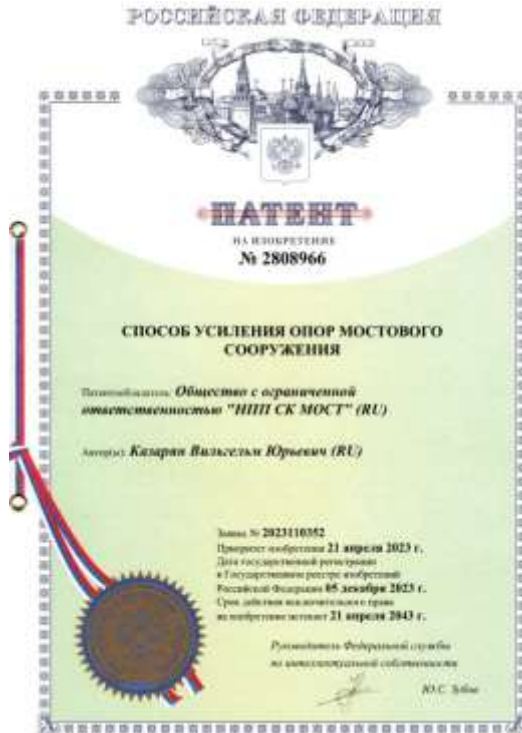 РОССИЙСКАЯ ФЕДЕРАЦИЯ
ПАТЕНТ
НА ИЗОБРЕТЕНИЕ
№ 2808966
СПОСОБ УСИЛЕНИЯ ОПОР МОСТОВОГО
СООРУЖЕНИЯ
Патентообладатель: Общество с ограниченной
ответственностью "НПП СК МОСТ" (RU)
Автор(ы): Казарян Вильгельм Юрьевич (RU)
Заявка № 2023110352
Приоритет изобретения 21 апреля 2023 г.
Дата государственной регистрации
в Государственном реестре изобретений
Российской Федерации 05 декабря 2023 г.
Срок действия исключительного права
на изобретение истекает 21 апреля 2043 г.
Руководитель Федеральной службы
по интеллектуальной собственности
Ю.С. Зубов